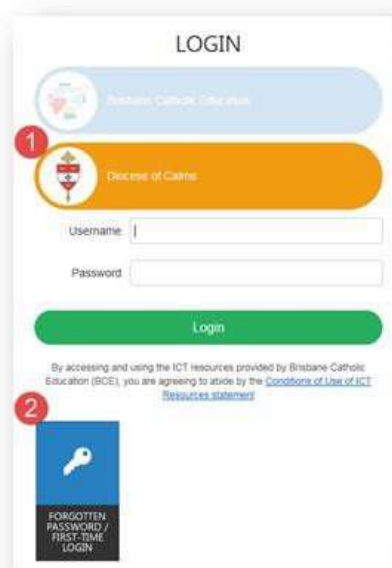 LOGIN
Brisbane Catholic Education
1
Diocese of Cairns
Username
Password
Login
By accessing and using the ICT resources provided by Brisbane Catholic
Education (BCE), you are agreeing to abide by the Conditions of Use of ICT
Resources statement
2
FORGOTTEN
PASSWORD /
FIRST-TIME
LOGIN